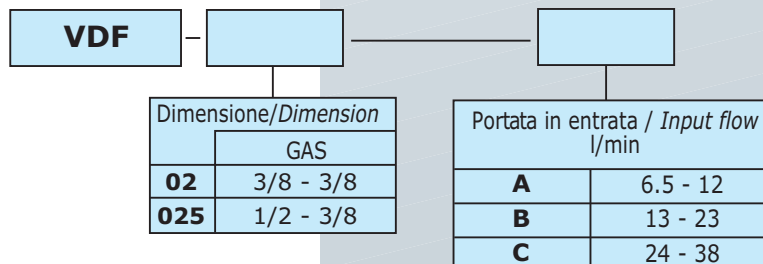 VDF –
Dimensione/Dimension
GAS
02 3/8 - 3/8
025 1/2 - 3/8
Portata in entrata / Input flow
l/min
A 6.5 - 12
B 13 - 23
C 24 - 38